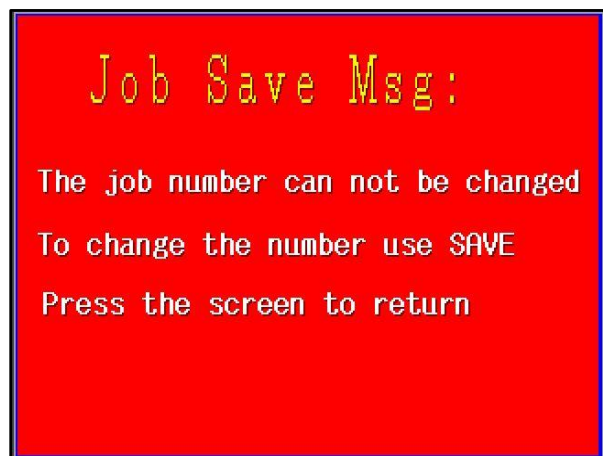 Job Save Msg:
The job number can not be changed
To change the number use SAVE
Press the screen to return